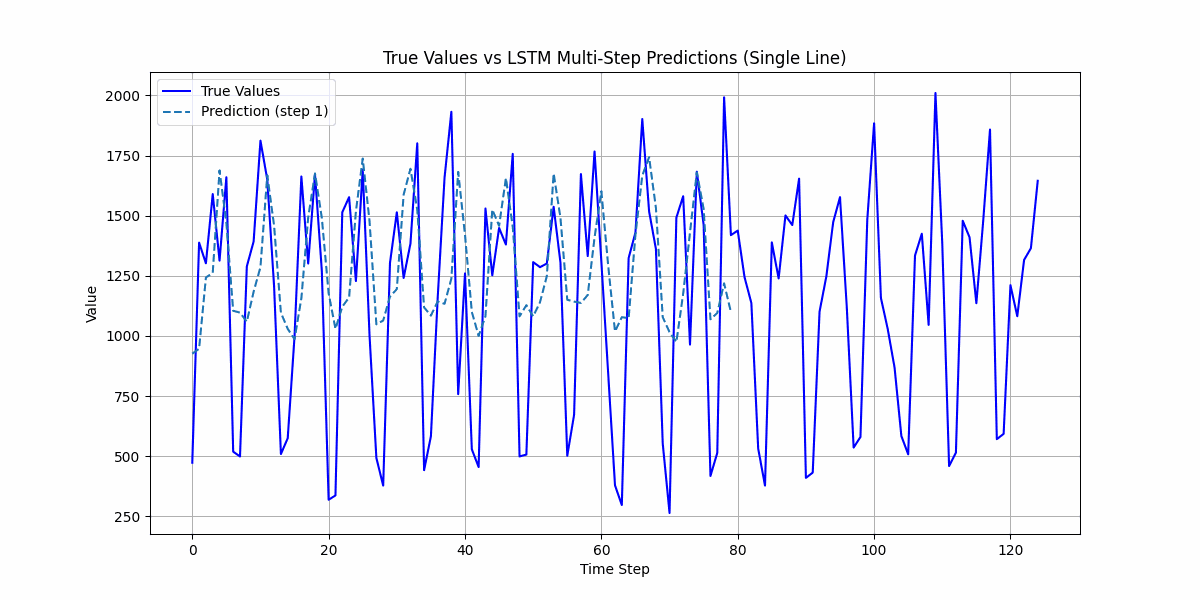 True Values vs LSTM Multi-Step Predictions (Single Line)
True Values
Prediction (step 1)
2000
1750
1500
1250
1000
750
500
250
Value
0 20 40 60 80 100 120
Time Step